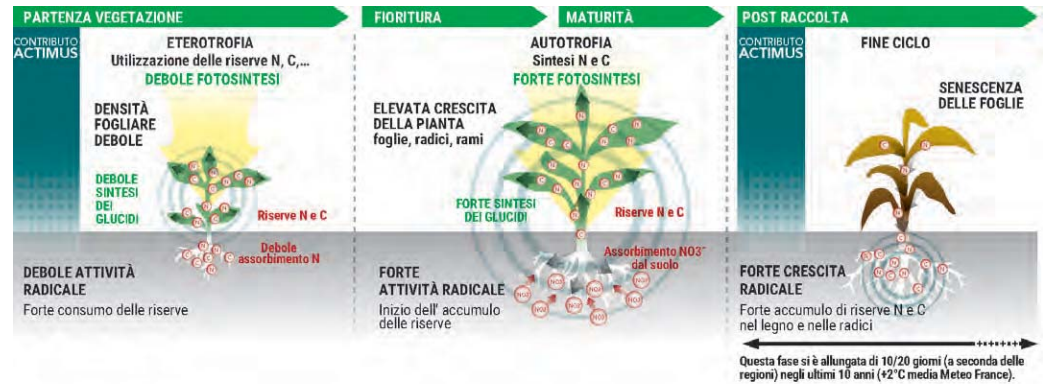 PARTENZA VEGETAZIONE
FIORITURA
MATURITÀ
POST RACCOLTA
CONTRIBUTO
ACTIMUS
ETEROTROFIA
Utilizzazione delle riserve N, C,...
DEBOLE FOTOSINTESI
DENSITÀ
FOGLIARE
DEBOLE
DEBOLE
SINTESI
DEI
GLUCIDI
Riserve N e C
Debole
assorbimento N
DEBOLE ATTIVITÀ
RADICALE
Forte consumo delle riserve
AUTOTROFIA
Sintesi N e C
FORTE FOTOSINTESI
ELEVATA CRESCITA
DELLA PIANTA
foglie, radici, rami
FORTE SINTESI
DEI GLUCIDI
Riserve N e C
Assorbimento NO3-
dal suolo
FORTE
ATTIVITÀ RADICALE
Inizio dell' accumulo
delle riserve
CONTRIBUTO
ACTIMUS
FINE CICLO
SENESCENZA
DELLE FOGLIE
FORTE CRESCITA
RADICALE
Forte accumulo di riserve N e C
nel legno e nelle radici
Questa fase si è allungata di 10/20 giorni (a seconda delle
regioni) negli ultimi 10 anni (+2°C media Meteo France).